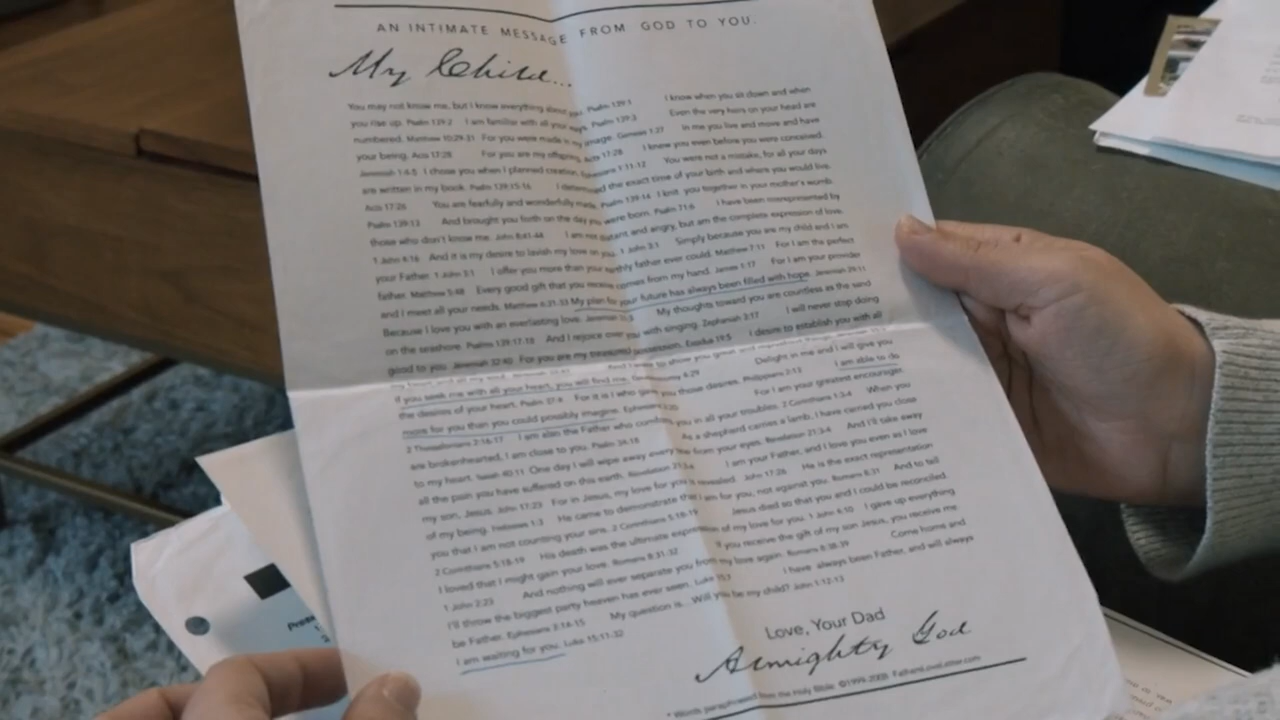 AN INTIMATE MESSAGE FROM GOD TO YOU.
My Child...
You may not know me, but I know everything about you. Psalm 139:1 I know when you sit down and when
you rise up. Psalm 139:2 I am familiar with all your ways. Psalm 139:3 Even the very hairs on your head are
numbered. Matthew 10:29-31 For you were made in my image. Genesis 1:27 In me you live and move and have
your being. Acts 17:28 For you are my offspring. Acts 17:28 I knew you even before you were conceived.
Jeremiah 1:4-5 I chose you when I planned creation. Ephesians 1:11-12 You were not a mistake, for all your days
are written in my book. Psalm 139:15-16 I determined the exact time of your birth and where you would live.
Acts 17:26 You are fearfully and wonderfully made. Psalm 139:14 I knit you together in your mother's womb.
Psalm 139:13 And brought you forth on the day you were born. Psalm 71:6 I have been misrepresented by
those who don't know me. John 8:41-44 I am not distant and angry, but am the complete expression of love.
1 John 4:16 And it is my desire to lavish my love on you. 1 John 3:1 Simply because you are my child and I am
your Father. 1 John 3:1 I offer you more than your earthly father ever could. Matthew 7:11 For I am the perfect
father. Matthew 5:48 Every good gift that you receive comes from my hand. James 1:17 For I am your provider
and I meet all your needs. Matthew 6:31-33 My plan for your future has always been filled with hope. Jeremiah 29:11
Because I love you with an everlasting love. Jeremiah 31:3 My thoughts toward you are countless as the sand
on the seashore. Psalms 139:17-18 And I rejoice over you with singing. Zephaniah 3:17 I will never stop doing
good to you. Jeremiah 32:40 For you are my treasured possession. Exodus 19:5 I desire to establish you with all
my heart and all my soul. And I want to show you great and
If you seek me with all your heart, you will find me. Deuteronomy 4:29 Delight in me and I will give you
the desires of your heart. Psalm 37:4 For it is I who gave you those desires. Philippians 2:13 I am able to do
more for you than you could possibly imagine. Ephesians 3:20 For I am your greatest encourager.
2 Thessalonians 2:16-17 I am also the Father who comforts you in all your troubles. 2 Corinthians 1:3-4 When you
are brokenhearted, I am close to you. Psalm 34:18 As a shepherd carries a lamb, I have carried you close
to my heart. Isaiah 40:11 One day I will wipe away every tear from your eyes. Revelation 21:3-4 And I'll take away
all the pain you have suffered on this earth. Revelation 21:3-4 I am your Father, and I love you even as I love
my son, Jesus. John 17:23 For in Jesus, my love for you is revealed. John 17:26 He is the exact representation
of my being. Hebrews 1:3 He came to demonstrate that I am for you, not against you. Romans 8:31 And to tell
you that I am not counting your sins. 2 Corinthians 5:18-19 Jesus died so that you and I could be reconciled.
2 Corinthians 5:18-19 His death was the ultimate expression of my love for you. 1 John 4:10 I gave up everything
I loved that I might gain your love. Romans 8:31-32 If you receive the gift of my son Jesus, you receive me.
1 John 2:23 And nothing will ever separate you from my love again. Romans 8:38-39 Come home and
I'll throw the biggest party heaven has ever seen. Luke 15:7 I have always been Father, and will always
be Father. Ephesians 3:14-15 My question is... Will you be my child? John 1:12-13
I am waiting for you. Luke 15:11-32
Love, Your Dad
Almighty God
* Words paraphrased from the Holy Bible ©1999-2008 FathersLoveLetter.com